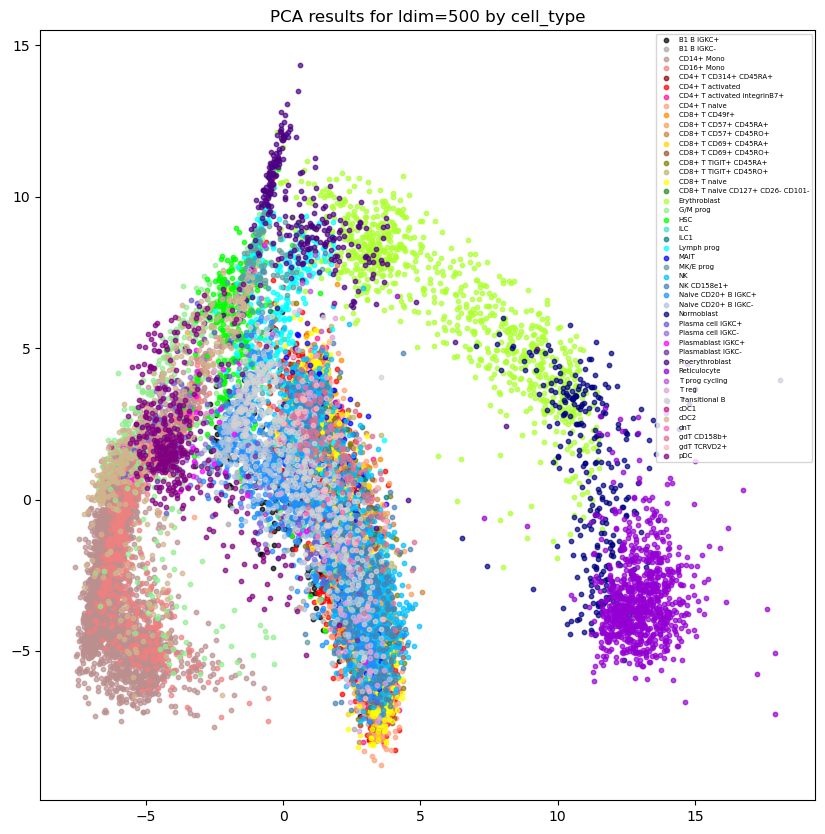 PCA results for ldim=500 by cell_type
B1 B IGKC+
B1 B IGKC-
CD14+ Mono
CD16+ Mono
CD4+ T CD314+ CD45RA+
CD4+ T activated
CD4+ T activated integrinB7+
CD4+ T naive
CD8+ T CD49f+
CD8+ T CD57+ CD45RA+
CD8+ T CD57+ CD45RO+
CD8+ T CD69+ CD45RA+
CD8+ T CD69+ CD45RO+
CD8+ T TIGIT+ CD45RA+
CD8+ T TIGIT+ CD45RO+
CD8+ T naive
CD8+ T naive CD127+ CD26- CD101-
Erythroblast
G/M prog
HSC
ILC
ILC1
Lymph prog
MAIT
MK/E prog
NK
NK CD158e1+
Naive CD20+ B IGKC+
Naive CD20+ B IGKC-
Normoblast
Plasma cell IGKC+
Plasma cell IGKC-
Plasmablast IGKC+
Plasmablast IGKC-
Proerythroblast
Reticulocyte
T prog cycling
T reg
Transitional B
cDC1
cDC2
dnT
gdT CD158b+
gdT TCRVD2+
pDC
15
10
5
0
−5
−5
0
5
10
15